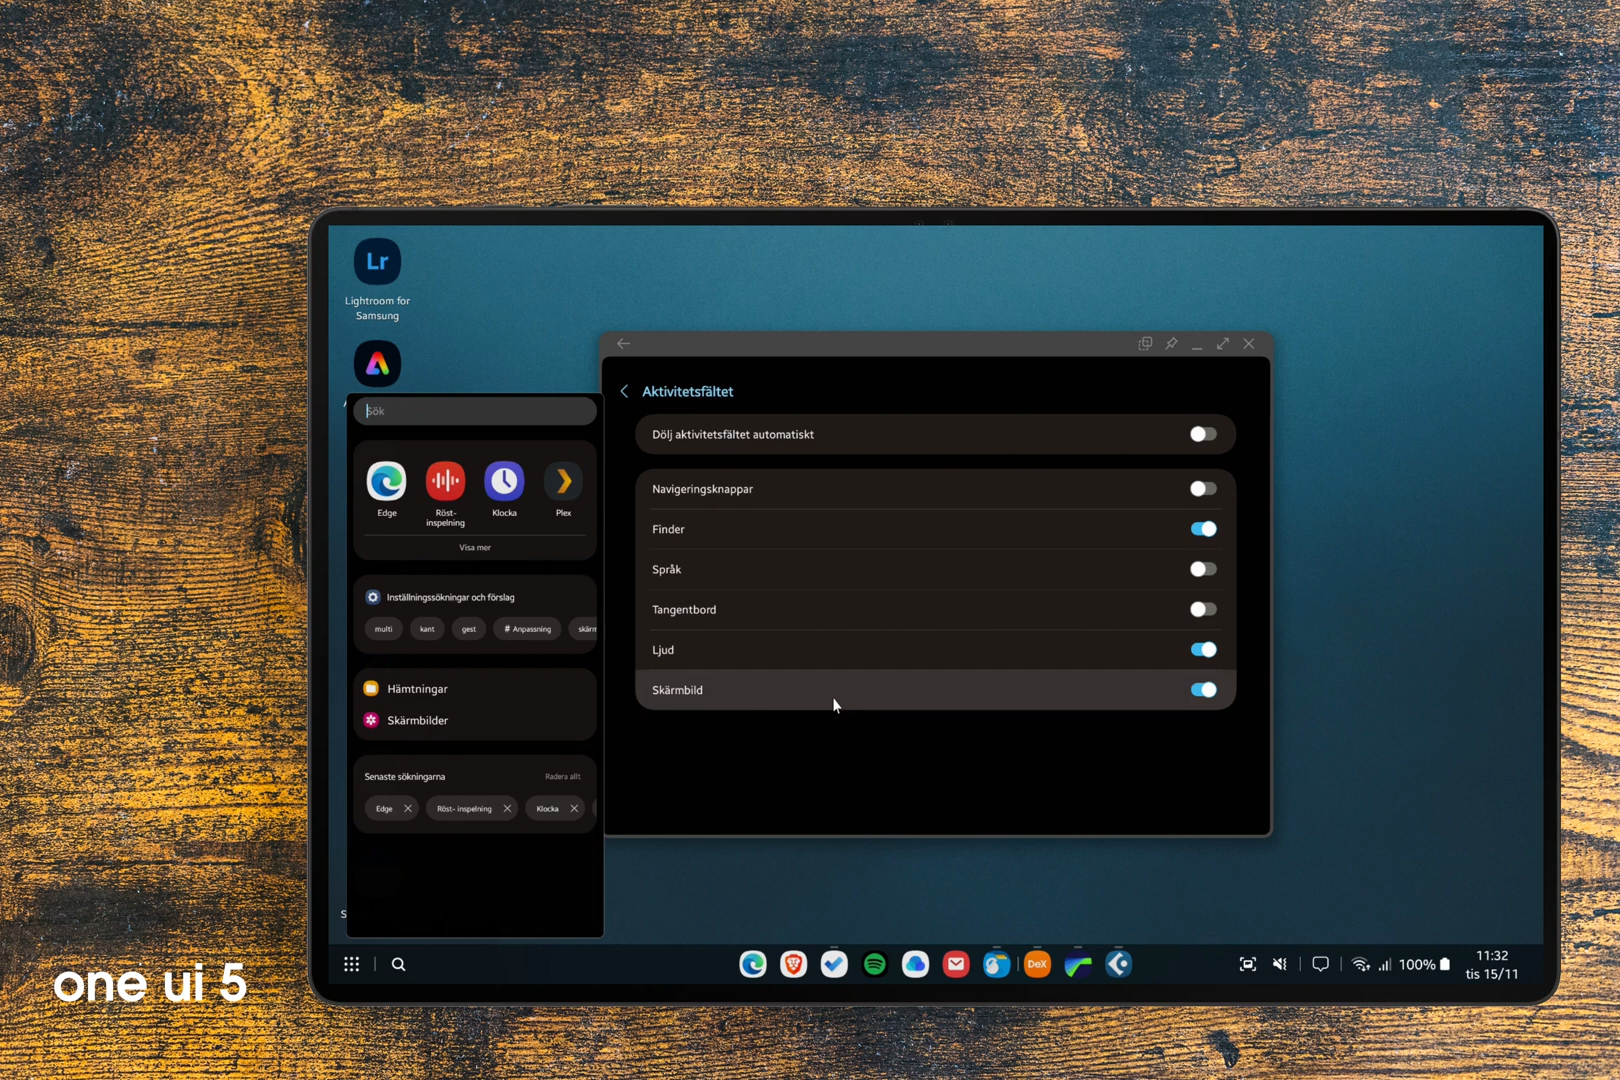 Lr
Lightroom for
Samsung
Sök
Edge
Röst-
inspelning
Klocka
Plex
Visa mer
Inställningssökningar och förslag
multi
kant
gest
# Anpassning
skärm
Hämtningar
Skärmbilder
Senaste sökningarna
Radera allt
Edge
Röst- inspelning
Klocka
S
Aktivitetsfältet
Dölj aktivitetsfältet automatiskt
Navigeringsknappar
Finder
Språk
Tangentbord
Ljud
Skärmbild
DeX
100%
11:32
tis 15/11
one ui 5